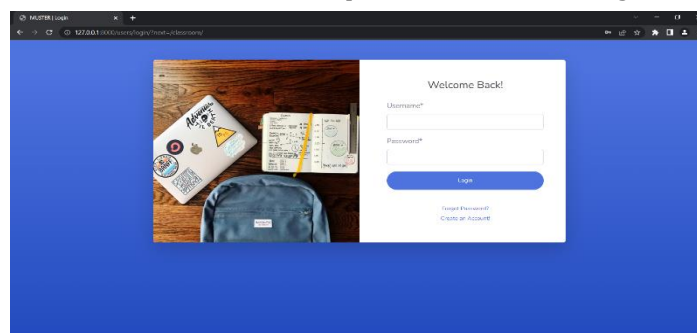 MUSTER | Login
127.0.0.1:8000/users/login/?next=/classroom/
Welcome Back!
Username*
Password*
Login
Forgot Password?
Create an Account!